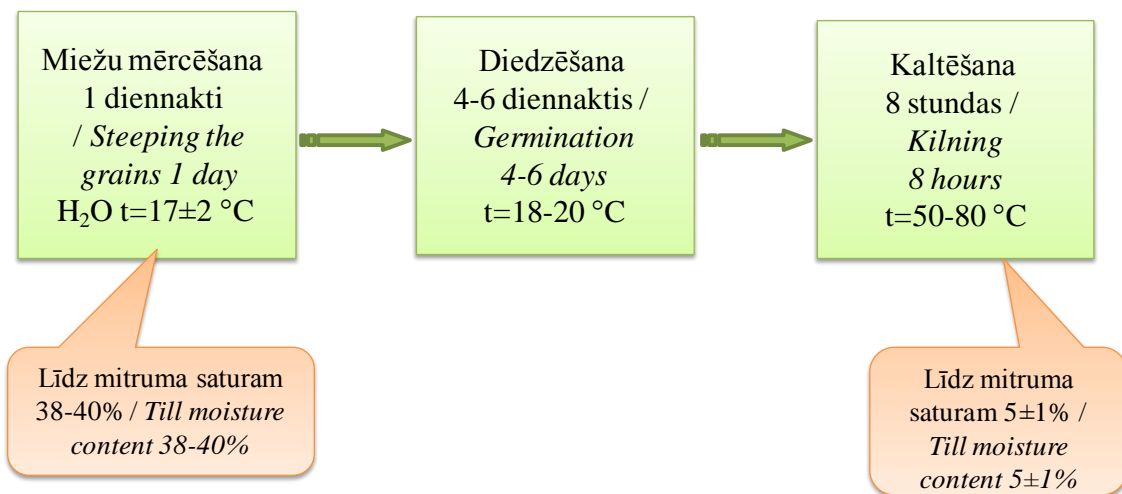 Miežu mērcēšana
1 diennakti
/ Steeping the
grains 1 day
H₂O t=17±2 °C
Diedzēšana
4-6 diennaktis /
Germination
4-6 days
t=18-20 °C
Kaltēšana
8 stundas /
Kilning
8 hours
t=50-80 °C
Līdz mitruma saturam
38-40% / Till moisture
content 38-40%
Līdz mitruma
saturam 5±1% /
Till moisture
content 5±1%